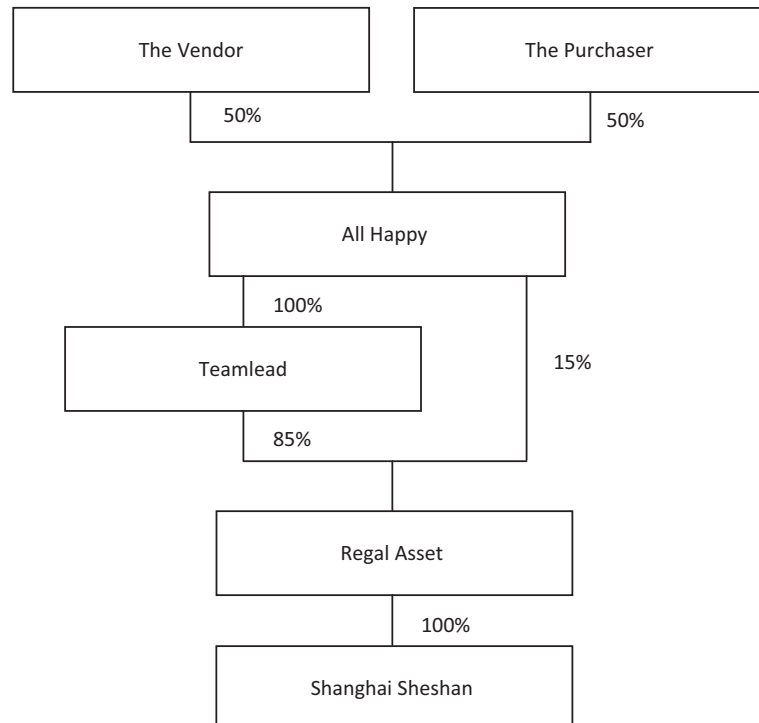 The Vendor
The Purchaser
50%
50%
All Happy
100%
15%
Teamlead
85%
Regal Asset
100%
Shanghai Sheshan